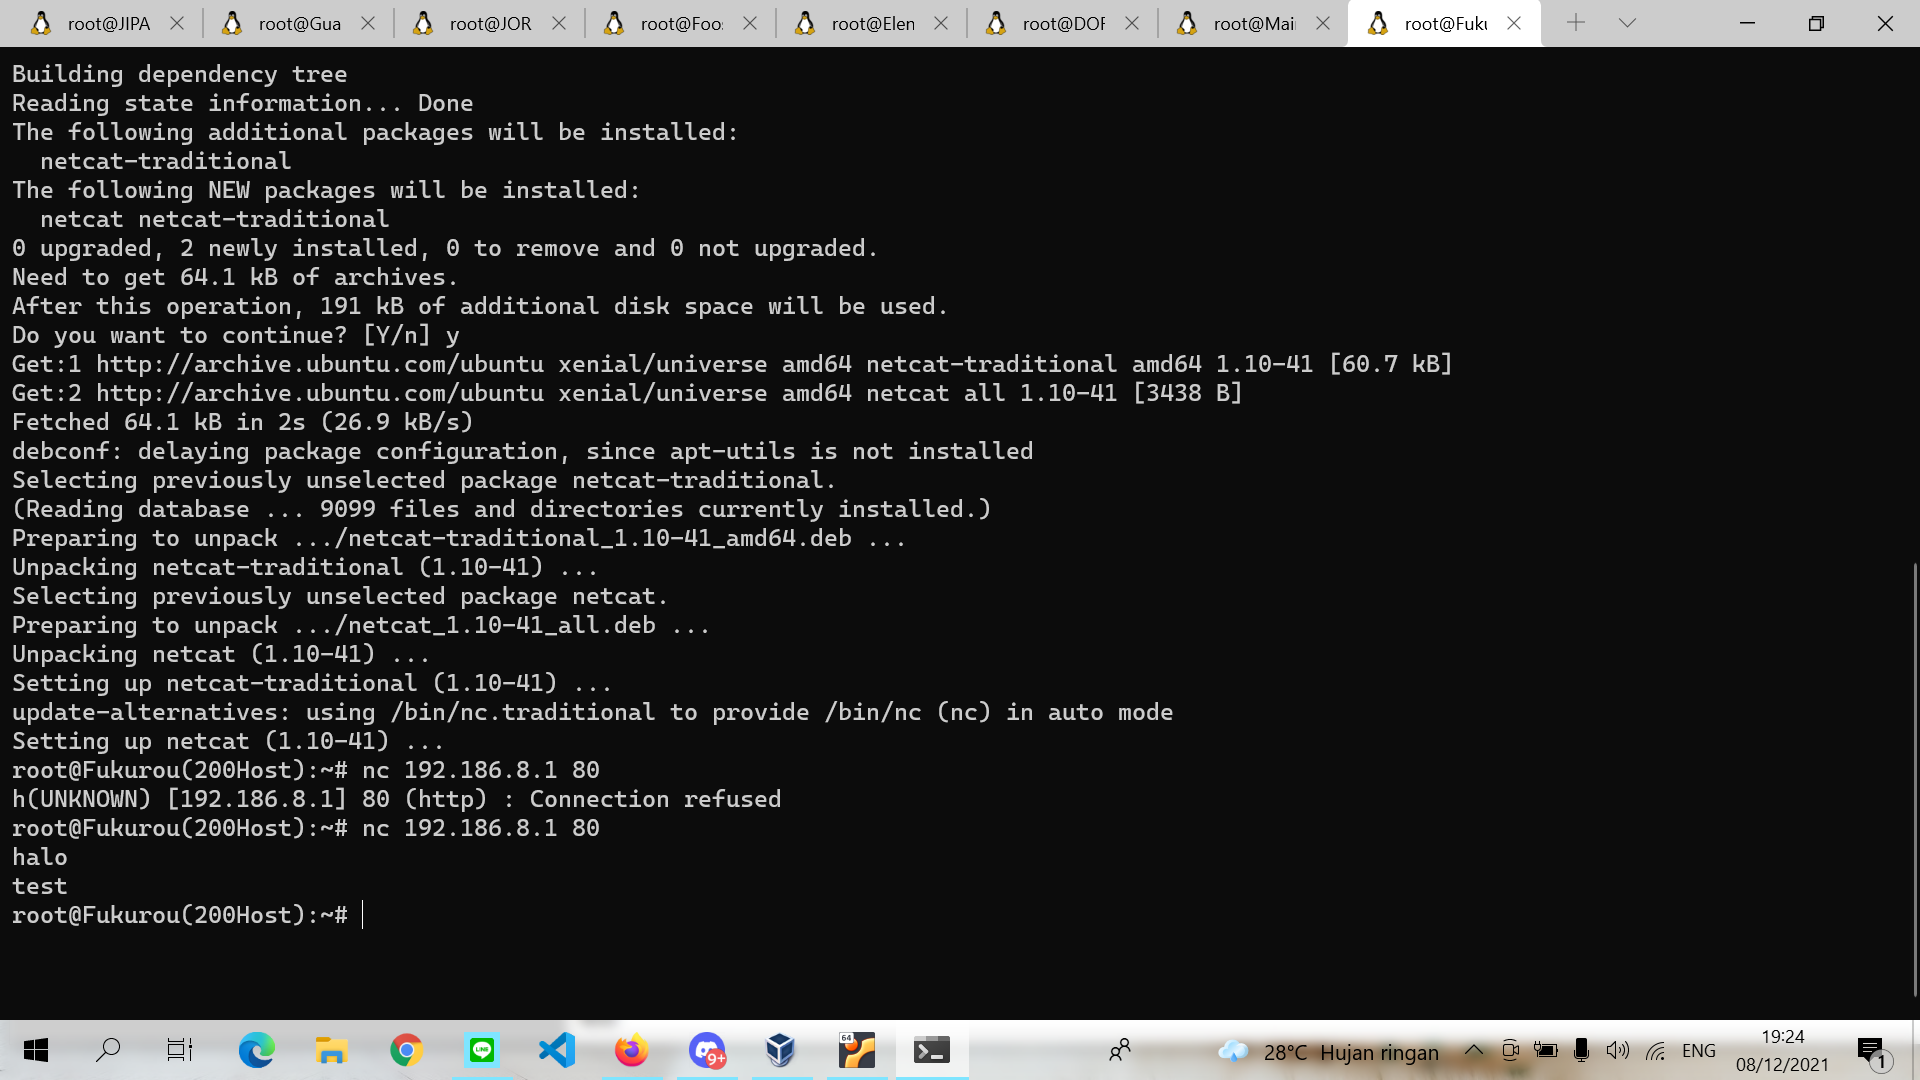 root@JIPA
root@Gua
root@JOR
root@Foo
root@Elen
root@DOR
root@Mai
root@Fuku
Building dependency tree
Reading state information... Done
The following additional packages will be installed:
  netcat-traditional
The following NEW packages will be installed:
  netcat netcat-traditional
0 upgraded, 2 newly installed, 0 to remove and 0 not upgraded.
Need to get 64.1 kB of archives.
After this operation, 191 kB of additional disk space will be used.
Do you want to continue? [Y/n] y
Get:1 http://archive.ubuntu.com/ubuntu xenial/universe amd64 netcat-traditional amd64 1.10-41 [60.7 kB]
Get:2 http://archive.ubuntu.com/ubuntu xenial/universe amd64 netcat all 1.10-41 [3438 B]
Fetched 64.1 kB in 2s (26.9 kB/s)
debconf: delaying package configuration, since apt-utils is not installed
Selecting previously unselected package netcat-traditional.
(Reading database ... 9099 files and directories currently installed.)
Preparing to unpack .../netcat-traditional_1.10-41_amd64.deb ...
Unpacking netcat-traditional (1.10-41) ...
Selecting previously unselected package netcat.
Preparing to unpack .../netcat_1.10-41_all.deb ...
Unpacking netcat (1.10-41) ...
Setting up netcat-traditional (1.10-41) ...
update-alternatives: using /bin/nc.traditional to provide /bin/nc (nc) in auto mode
Setting up netcat (1.10-41) ...
root@Fukurou(200Host):~# nc 192.186.8.1 80
h(UNKNOWN) [192.186.8.1] 80 (http) : Connection refused
root@Fukurou(200Host):~# nc 192.186.8.1 80
halo
test
root@Fukurou(200Host):~#
9+
64
28°C Hujan ringan
ENG
19:24
08/12/2021
1